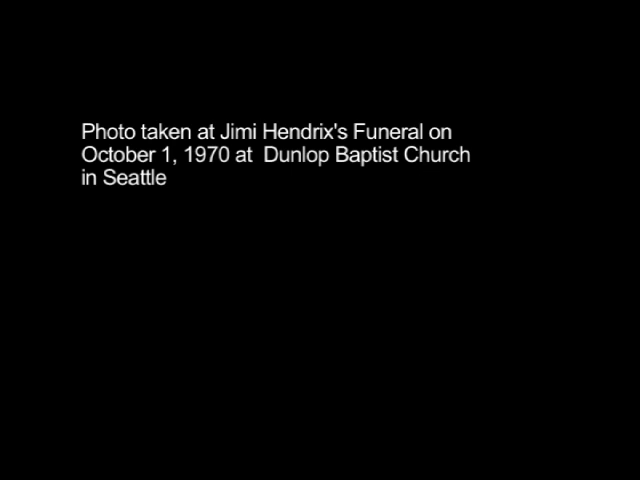 Photo taken at Jimi Hendrix's Funeral on
October 1, 1970 at  Dunlop Baptist Church
in Seattle